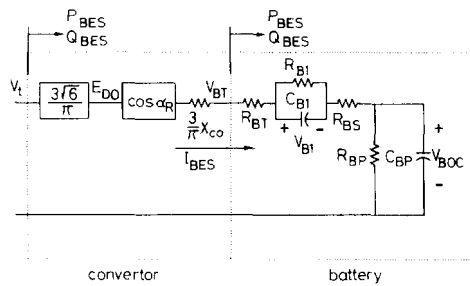 P_BES
Q_BES
P_BES
Q_BES
V_t
3√6/π
E_DO
cos α_R
3/π X_co
I_BES
V_BT
R_BT
R_B1
C_B1
+ -
V_B1
R_BS
R_BP
C_BP
+
V_BOC
-
convertor
battery